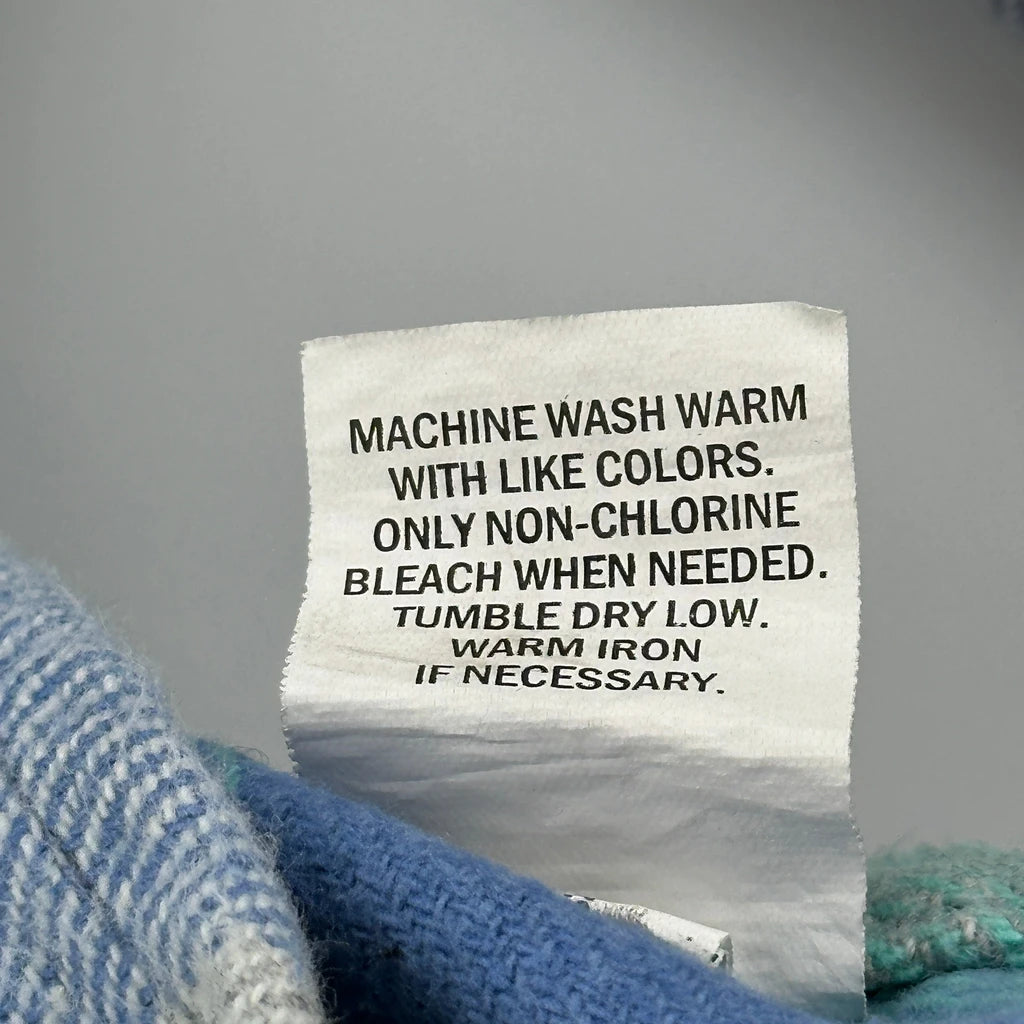 MACHINE WASH WARM
WITH LIKE COLORS.
ONLY NON-CHLORINE
BLEACH WHEN NEEDED.
TUMBLE DRY LOW.
WARM IRON
IF NECESSARY.